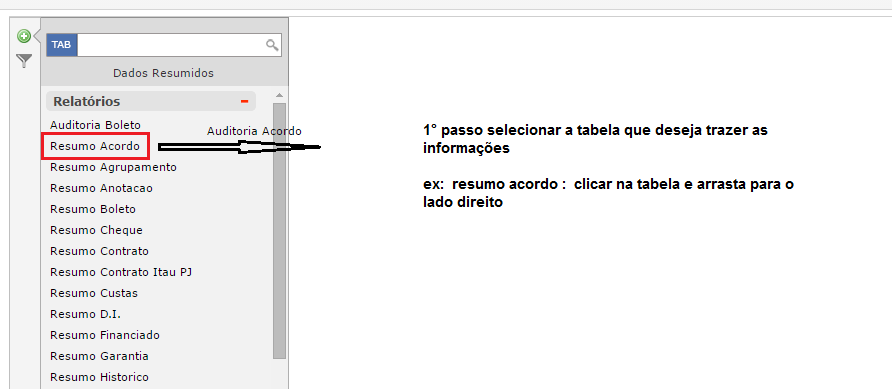 TAB
Dados Resumidos
Relatórios
Auditoria Boleto
Auditoria Acordo
Resumo Acordo
Resumo Agrupamento
Resumo Anotacao
Resumo Boleto
Resumo Cheque
Resumo Contrato
Resumo Contrato Itau PJ
Resumo Custas
Resumo D.I.
Resumo Financiado
Resumo Garantia
Resumo Historico
1° passo selecionar a tabela que deseja trazer as
informações
ex: resumo acordo : clicar na tabela e arrasta para o
lado direito